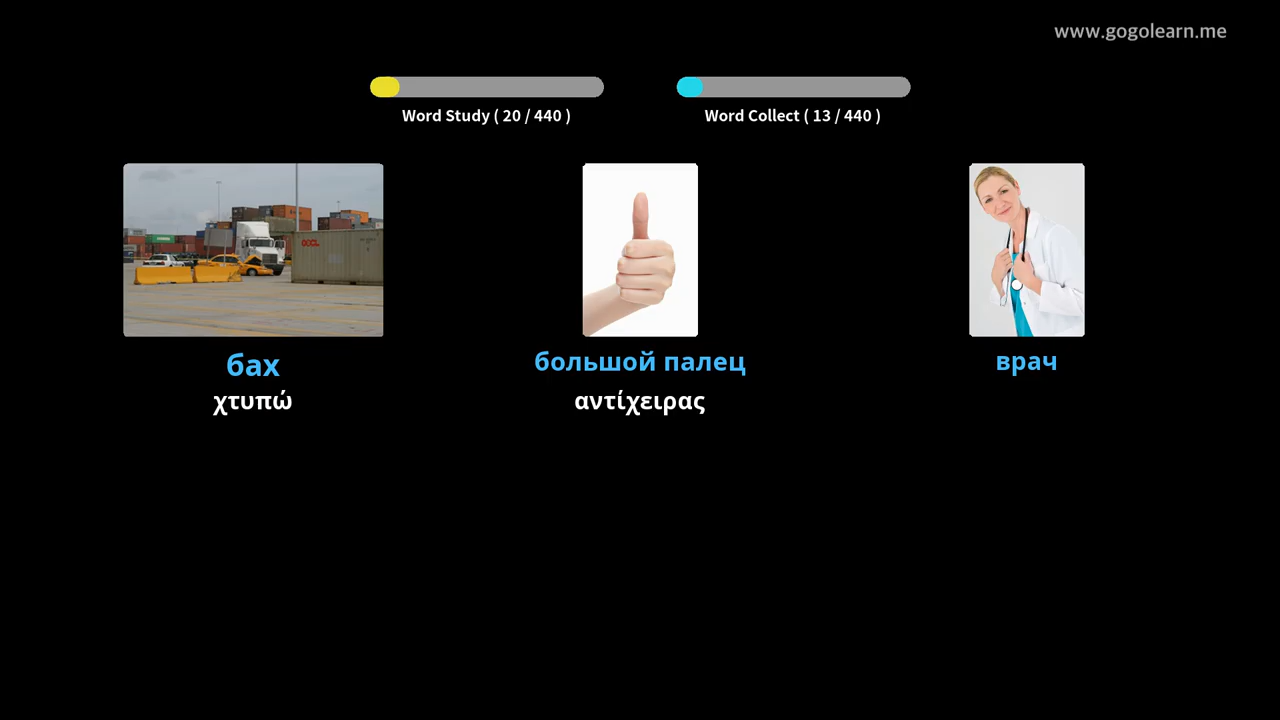 www.gogolearn.me
Word Study ( 20 / 440 )
Word Collect ( 13 / 440 )
бах
большой палец
врач
χτυπώ
αντίχειρας